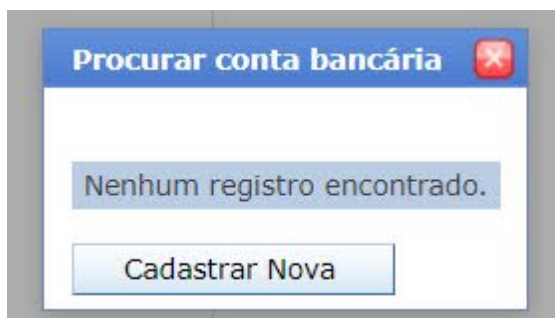 Procurar conta bancária
Nenhum registro encontrado.
Cadastrar Nova